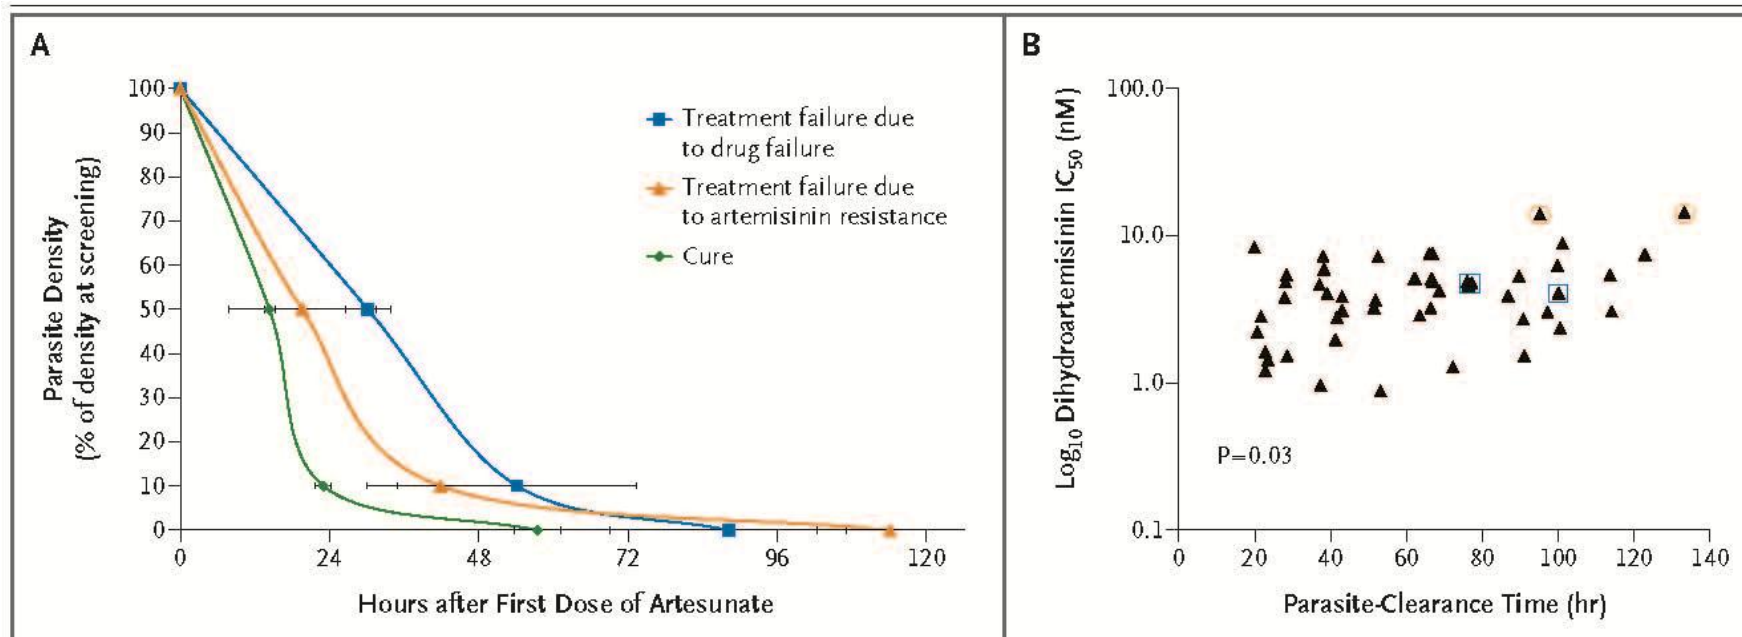 A
100
90
80
70
60
50
40
30
20
10
0
0 24 48 72 96 120
Parasite Density
(% of density at screening)
Hours after First Dose of Artesunate
Treatment failure due
to drug failure
Treatment failure due
to artemisinin resistance
Cure
B
100.0
10.0
1.0
0.1
0 20 40 60 80 100 120 140
Log10 Dihydroartemisinin IC50 (nM)
P=0.03
Parasite-Clearance Time (hr)